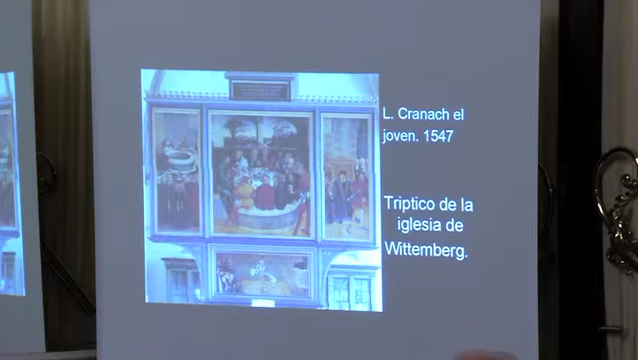 L. Cranach el
joven. 1547
Triptico de la
iglesia de
Wittemberg.